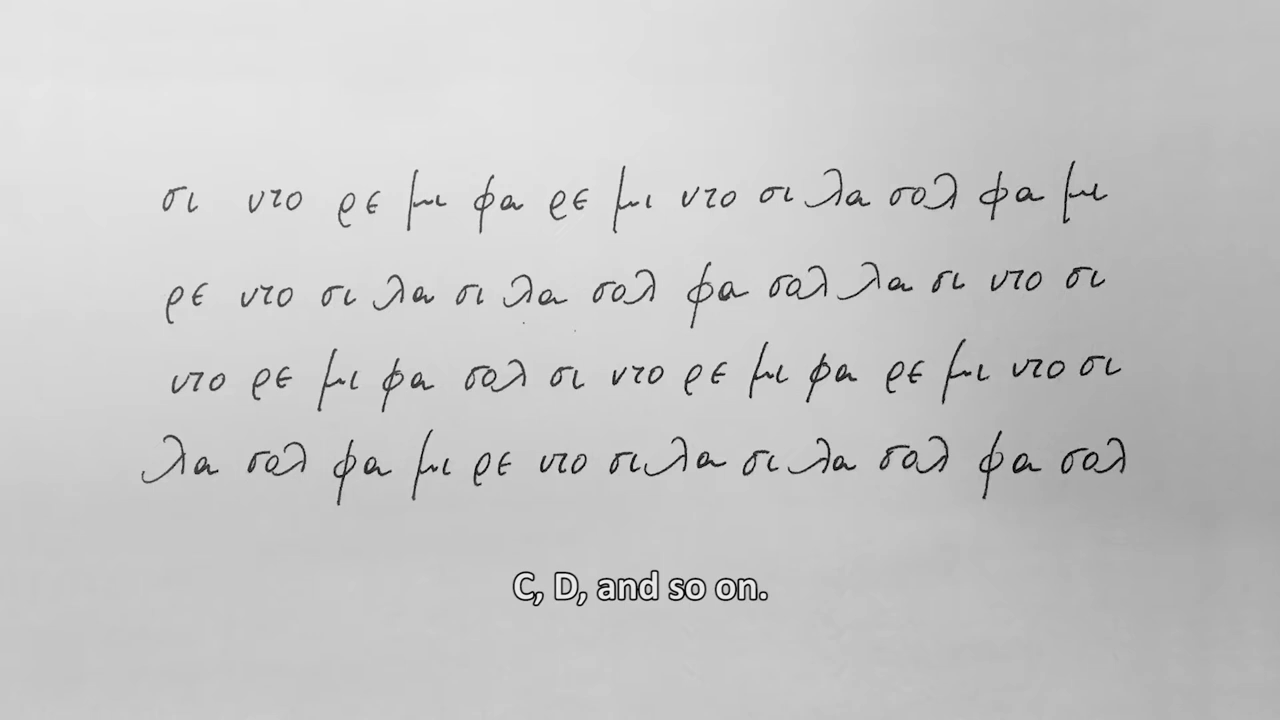 σι ντο ρε μι φα ρε μι ντο σι λα σολ φα μι
ρε ντο σι λα σι λα σολ φα σολ λα σι ντο σι
ντο ρε μι φα σολ σι ντο ρε μι φα ρε μι ντο σι
λα σολ φα μι ρε ντο σι λα σι λα σολ φα σολ
C, D, and so on.